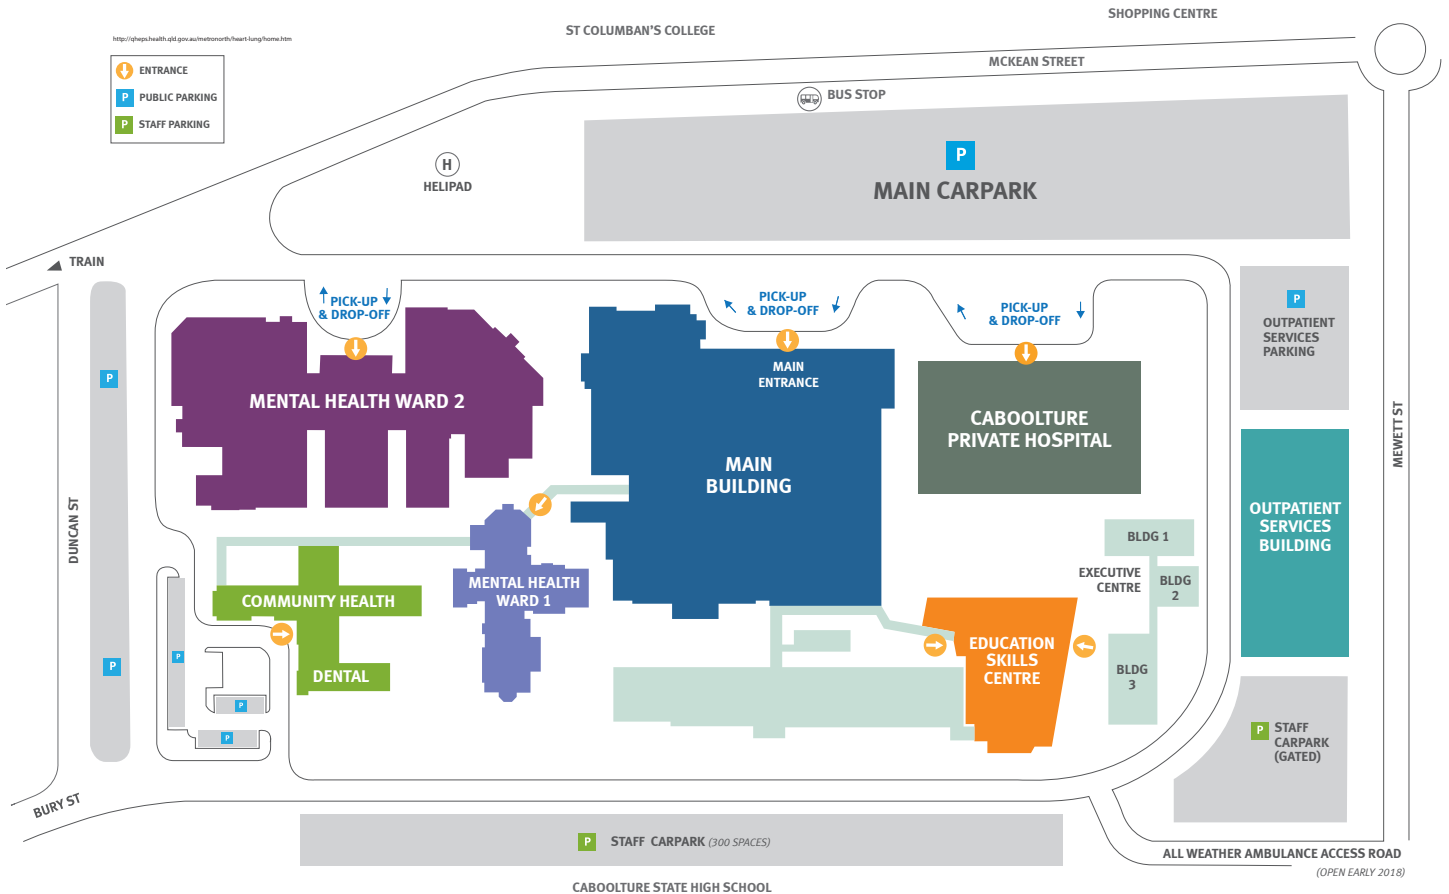 SHOPPING CENTRE
ST COLUMBAN'S COLLEGE
http://qheps.health.qld.gov.au/metronorth/heart-lung/home.htm
MCKEAN STREET
ENTRANCE
P PUBLIC PARKING
P STAFF PARKING
BUS STOP
P
MAIN CARPARK
H
HELIPAD
TRAIN
PICK-UP
& DROP-OFF
PICK-UP
& DROP-OFF
PICK-UP
& DROP-OFF
P
OUTPATIENT
SERVICES
PARKING
P
MAIN
ENTRANCE
MENTAL HEALTH WARD 2
CABOOLTURE
PRIVATE HOSPITAL
MEWETT ST
MAIN
BUILDING
OUTPATIENT
SERVICES
BUILDING
DUNCAN ST
BLDG 1
EXECUTIVE
CENTRE
BLDG
2
MENTAL HEALTH
WARD 1
COMMUNITY HEALTH
EDUCATION
SKILLS
CENTRE
P
P
DENTAL
BLDG
3
P
P
P STAFF
CARPARK
(GATED)
BURY ST
P STAFF CARPARK (300 SPACES)
ALL WEATHER AMBULANCE ACCESS ROAD
(OPEN EARLY 2018)
CABOOLTURE STATE HIGH SCHOOL